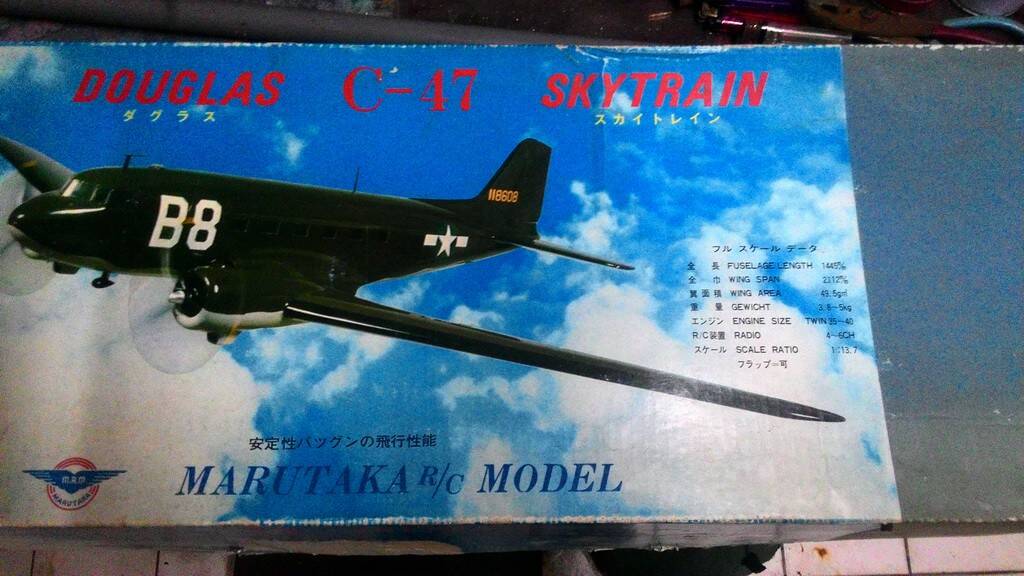 DOUGLAS C-47 SKYTRAIN
ダグラス スカイトレイン
118608
B8
フル スケール データ
全長 FUSELAGE LENGTH 1445%
全巾 WING SPAN 2112%
翼面積 WING AREA 49.5g㎡
重量 GEWICHT 3.8~5kg
エンジン ENGINE SIZE TWIN 35~40
R/C装置 RADIO 4~6CH
スケール SCALE RATIO 1:13.7
フラップ=可
安定性バツグンの飛行性能
MARUTAKA R/C MODEL
MARUTAKA